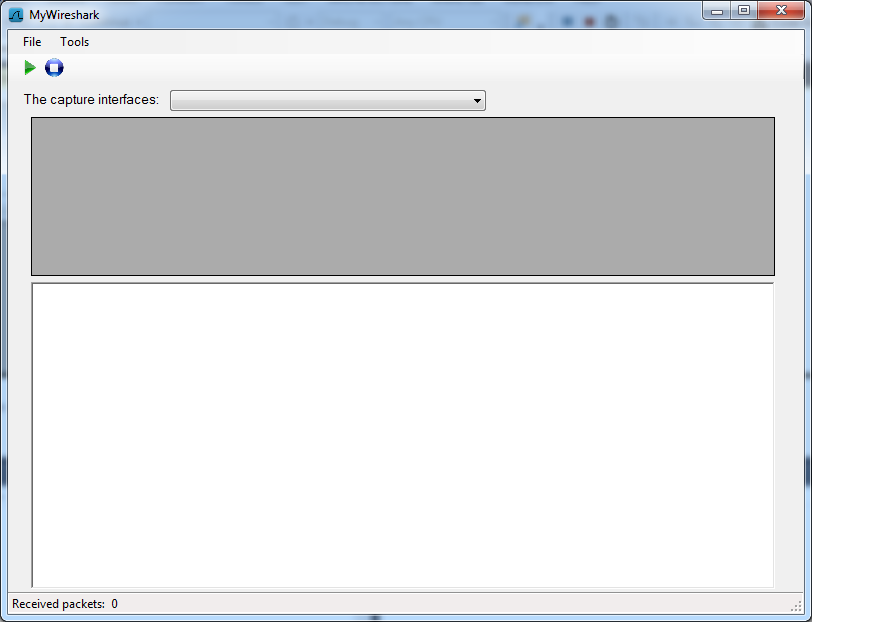 MyWireshark
File Tools
The capture interfaces:
Received packets: 0